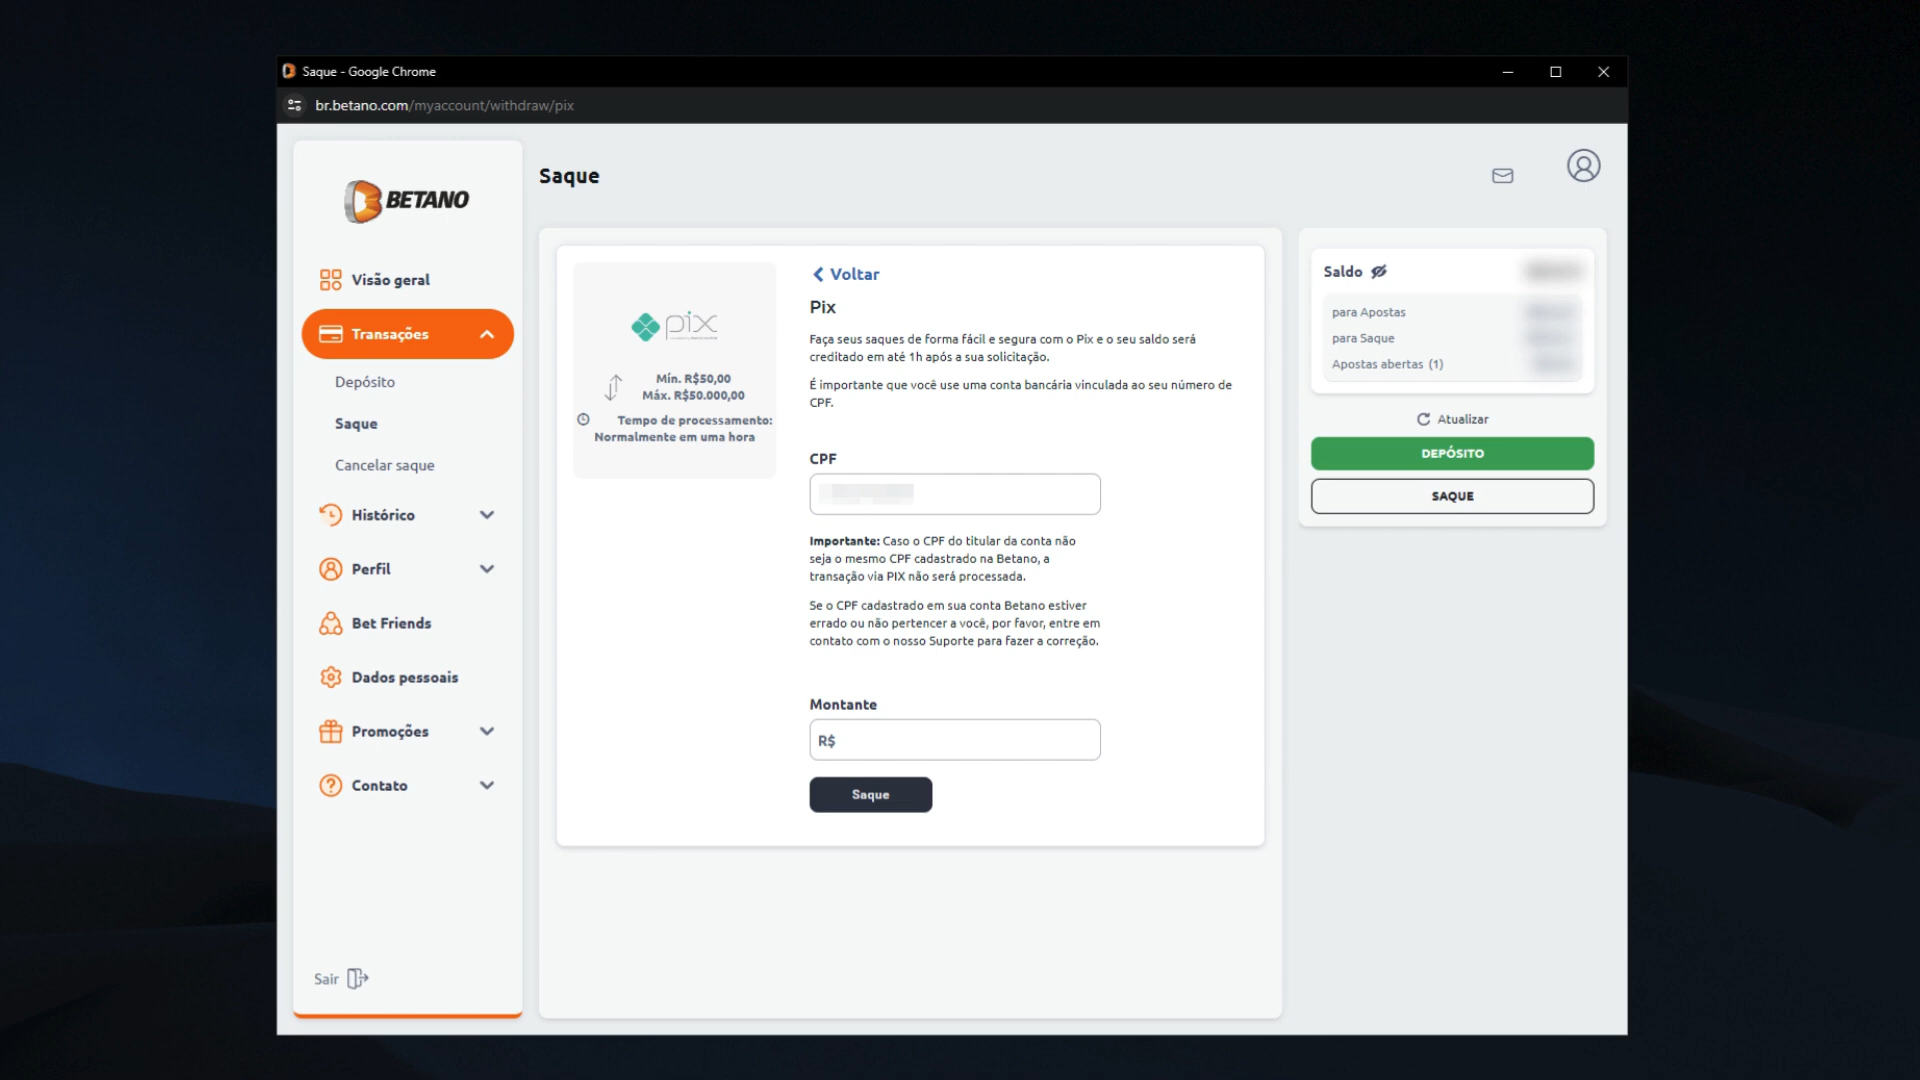 Saque - Google Chrome
br.betano.com/myaccount/withdraw/pix
BETANO
Visão geral
Transações
Depósito
Saque
Cancelar saque
Histórico
Perfil
Bet Friends
Dados pessoais
Promoções
Contato
Sair
Saque
pix
Mín. R$50,00
Máx. R$50.000,00
Tempo de processamento:
Normalmente em uma hora
Voltar
Pix
Faça seus saques de forma fácil e segura com o Pix e o seu saldo será
creditado em até 1h após a sua solicitação.
É importante que você use uma conta bancária vinculada ao seu número de
CPF.
CPF
Importante: Caso o CPF do titular da conta não
seja o mesmo CPF cadastrado na Betano, a
transação via PIX não será processada.
Se o CPF cadastrado em sua conta Betano estiver
errado ou não pertencer a você, por favor, entre em
contato com o nosso Suporte para fazer a correção.
Montante
R$
Saque
Saldo
para Apostas
para Saque
Apostas abertas (1)
Atualizar
DEPÓSITO
SAQUE